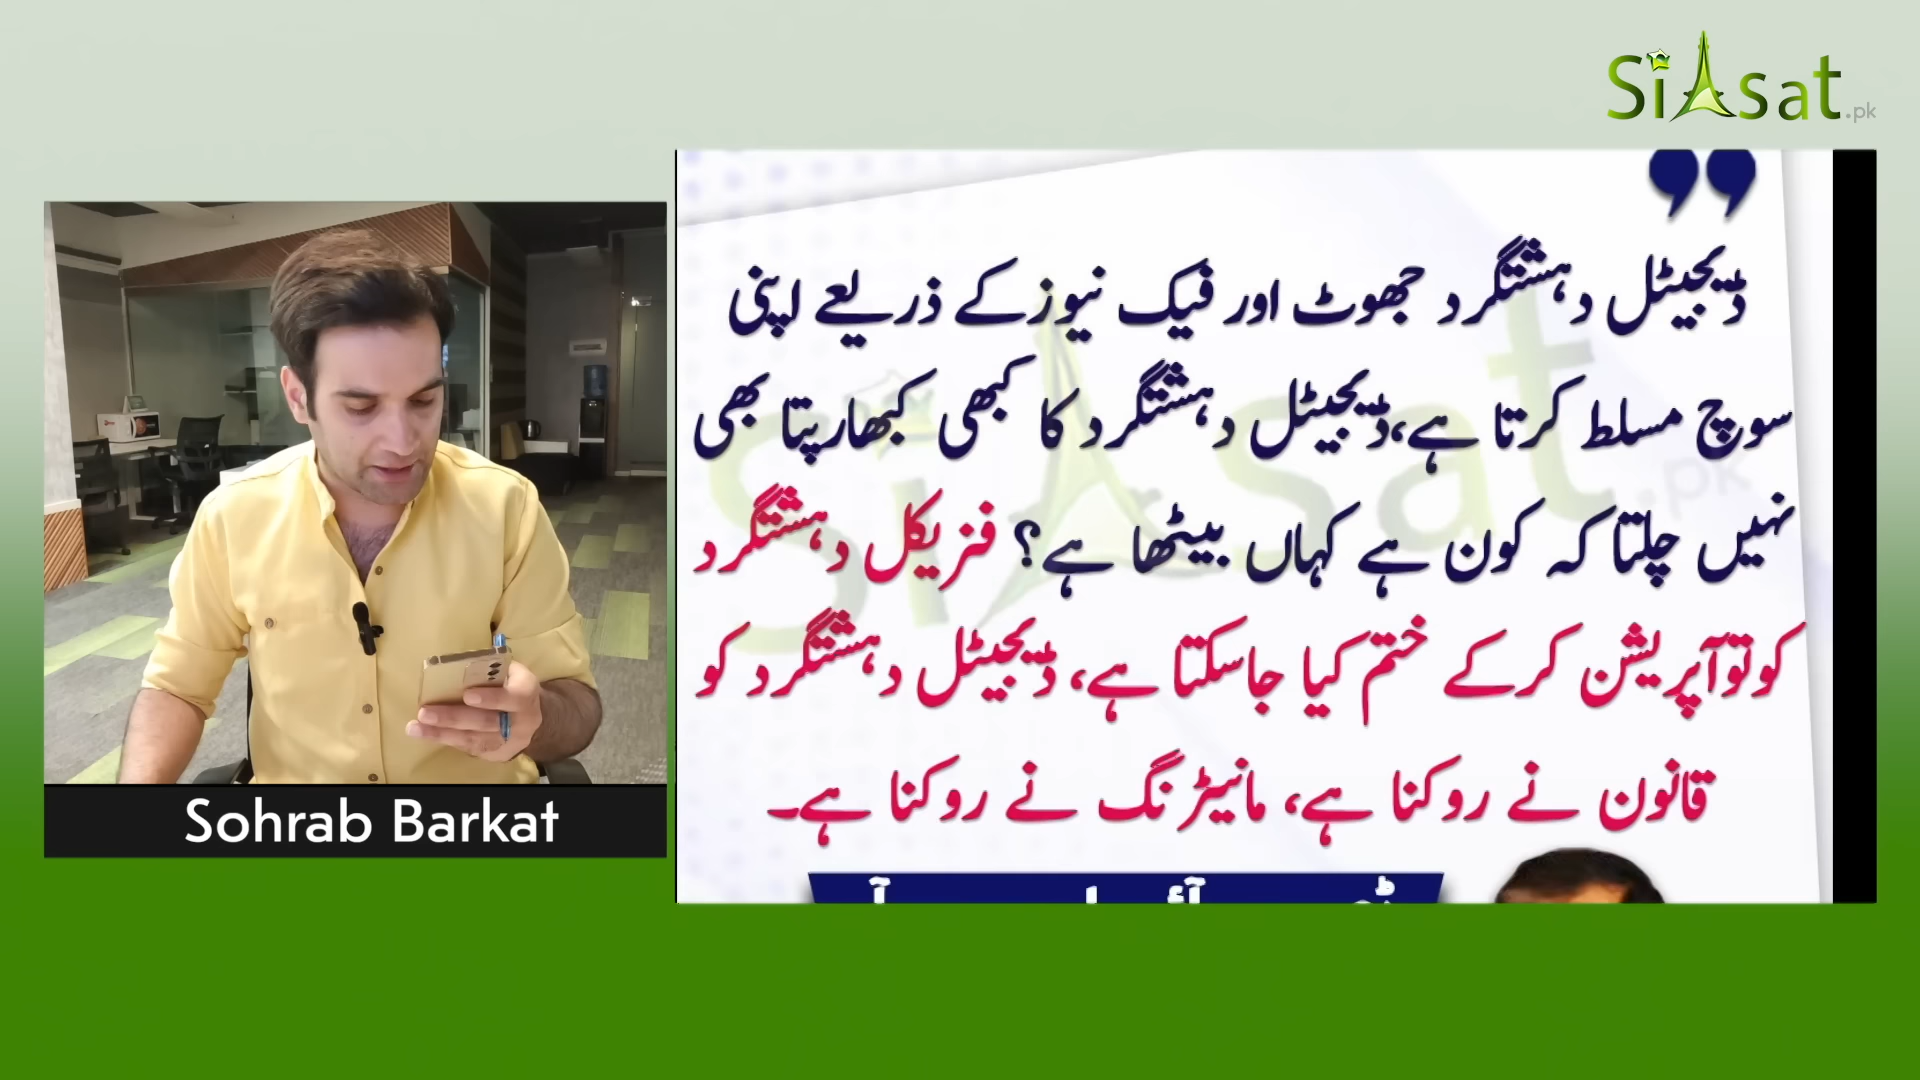 SiAsat.pk
ڈیجیٹل دہشتگرد جھوٹ اور فیک نیوز کے ذریعے اپنی
سوچ مسلط کرتا ہے،ڈیجیٹل دہشتگرد کا کبھی کبھار پتا بھی
نہیں چلتا کہ کون ہے کہاں بیٹھا ہے؟ فزیکل دہشتگرد
کو تو آپریشن کرکے ختم کیا جاسکتا ہے، ڈیجیٹل دہشتگرد کو
قانون نے روکنا ہے، مانیٹرنگ نے روکنا ہے۔
Sohrab Barkat